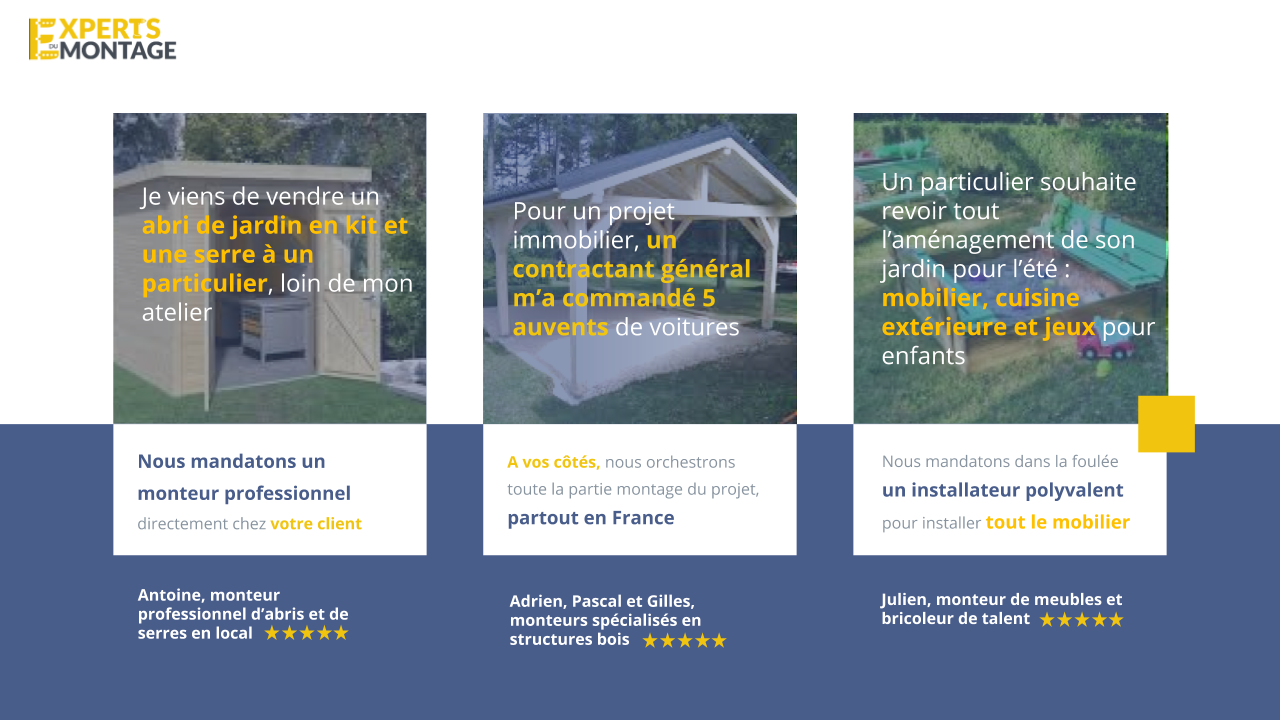 EXPERTS
DU MONTAGE
Je viens de vendre un
abri de jardin en kit et
une serre à un
particulier, loin de mon
atelier
Nous mandatons un
monteur professionnel
directement chez votre client
Antoine, monteur
professionnel d’abris et de
serres en local ★★★★★
Pour un projet
immobilier, un
contractant général
m’a commandé 5
auvents de voitures
A vos côtés, nous orchestrons
toute la partie montage du projet,
partout en France
Adrien, Pascal et Gilles,
monteurs spécialisés en
structures bois ★★★★★
Un particulier souhaite
revoir tout
l’aménagement de son
jardin pour l’été :
mobilier, cuisine
extérieure et jeux pour
enfants
Nous mandatons dans la foulée
un installateur polyvalent
pour installer tout le mobilier
Julien, monteur de meubles et
bricoleur de talent ★★★★★